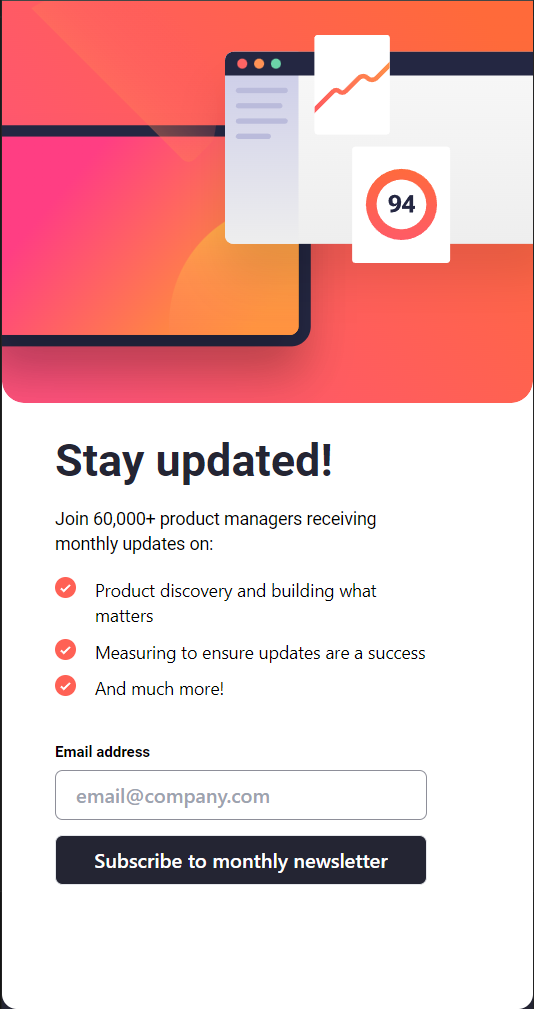 94
Stay updated!
Join 60,000+ product managers receiving
monthly updates on:
Product discovery and building what
matters
Measuring to ensure updates are a success
And much more!
Email address
email@company.com
Subscribe to monthly newsletter